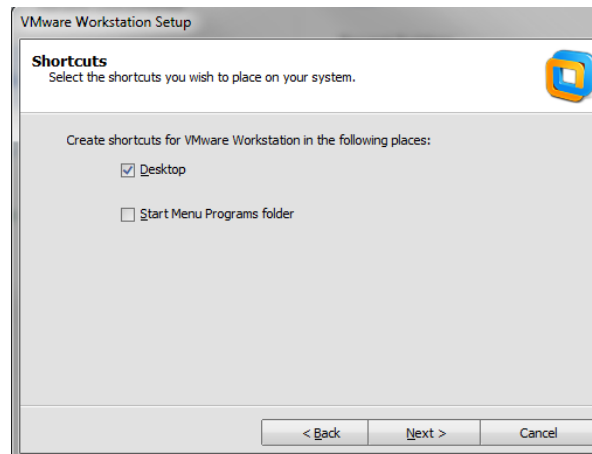 VMware Workstation Setup
Shortcuts
Select the shortcuts you wish to place on your system.
Create shortcuts for VMware Workstation in the following places:
Desktop
Start Menu Programs folder
< Back
Next >
Cancel